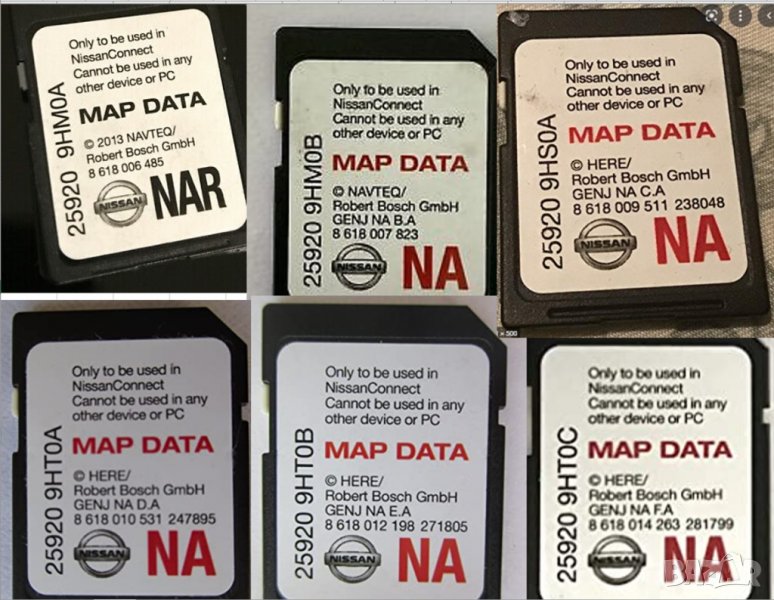 Only to be used in
NissanConnect
Cannot be used in any
other device or PC
MAP DATA
© 2013 NAVTEQ/
Robert Bosch GmbH
8 618 006 485
NISSAN
NAR
25920 9HM0A
Only to be used in
NissanConnect
Cannot be used in any
other device or PC
MAP DATA
© NAVTEQ/
Robert Bosch GmbH
GENJ NA B.A
8 618 007 823
NISSAN
NA
25920 9HM0B
Only to be used in
NissanConnect
Cannot be used in any
other device or PC
MAP DATA
© HERE/
Robert Bosch GmbH
GENJ NA C.A
8 618 009 511 238048
NISSAN
NA
25920 9HS0A
Only to be used in
NissanConnect
Cannot be used in any
other device or PC
MAP DATA
© HERE/
Robert Bosch GmbH
GENJ NA D.A
8 618 010 531 247895
NISSAN
NA
25920 9HT0A
Only to be used in
NissanConnect
Cannot be used in any
other device or PC
MAP DATA
© HERE/
Robert Bosch GmbH
GENJ NA E.A
8 618 012 198 271805
NISSAN
NA
25920 9HT0B
Only to be used in
NissanConnect
Cannot be used in any
other device or PC
MAP DATA
© HERE/
Robert Bosch GmbH
GENJ NA F.A
8 618 014 263 281799
NISSAN
NA
25920 9HT0C
BAZAR